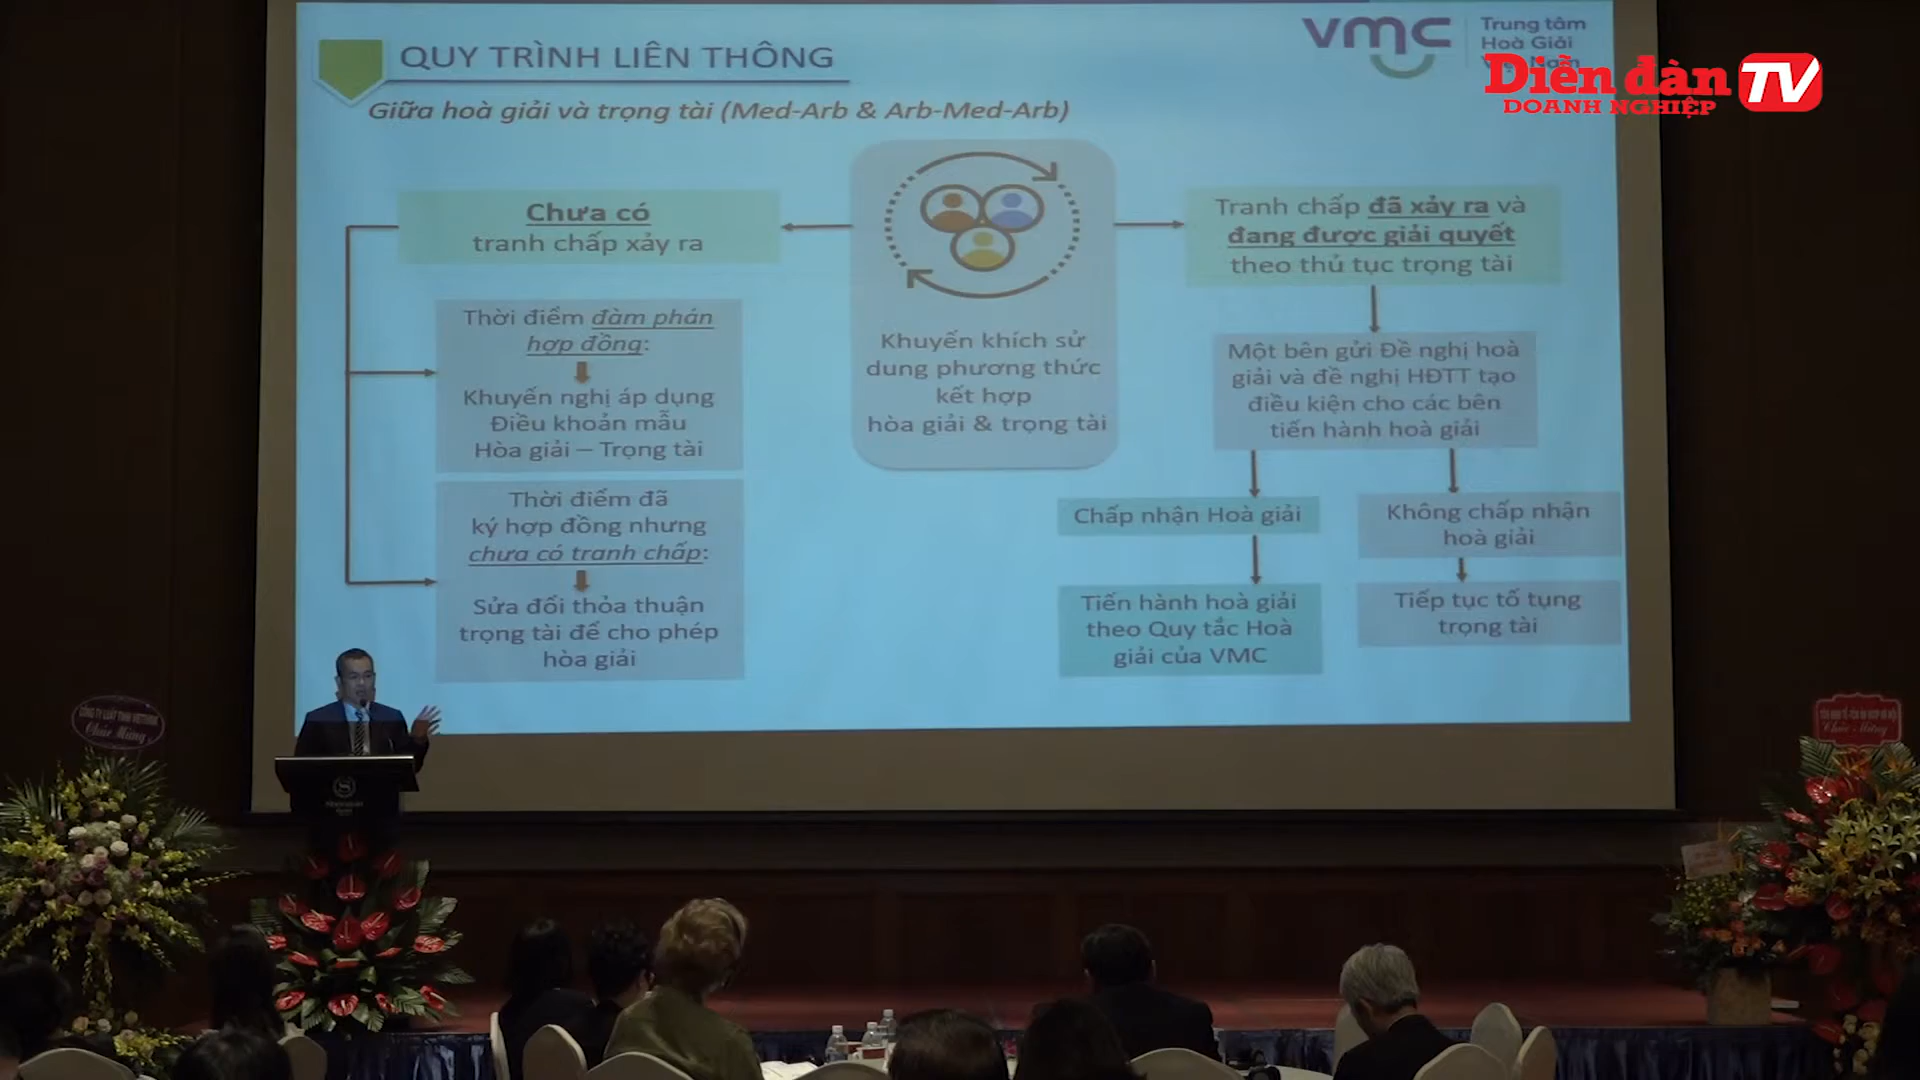 QUY TRÌNH LIÊN THÔNG
Giữa hoà giải và trọng tài (Med-Arb & Arb-Med-Arb)
vmc
Trung tâm
Hoà Giải
Diễn đàn TV
DOANH NGHIỆP
Chưa có
tranh chấp xảy ra
Thời điểm đàm phán
hợp đồng:
Khuyến nghị áp dụng
Điều khoản mẫu
Hòa giải – Trọng tài
Thời điểm đã
ký hợp đồng nhưng
chưa có tranh chấp:
Sửa đổi thỏa thuận
trọng tài để cho phép
hòa giải
Khuyến khích sử
dung phương thức
kết hợp
hòa giải & trọng tài
Tranh chấp đã xảy ra và
đang được giải quyết
theo thủ tục trọng tài
Một bên gửi Đề nghị hoà
giải và đề nghị HĐTT tạo
điều kiện cho các bên
tiến hành hoà giải
Chấp nhận Hoà giải
Tiến hành hoà giải
theo Quy tắc Hoà
giải của VMC
Không chấp nhận
hoà giải
Tiếp tục tố tụng
trọng tài
Chúc Mừng
Chúc Mừng